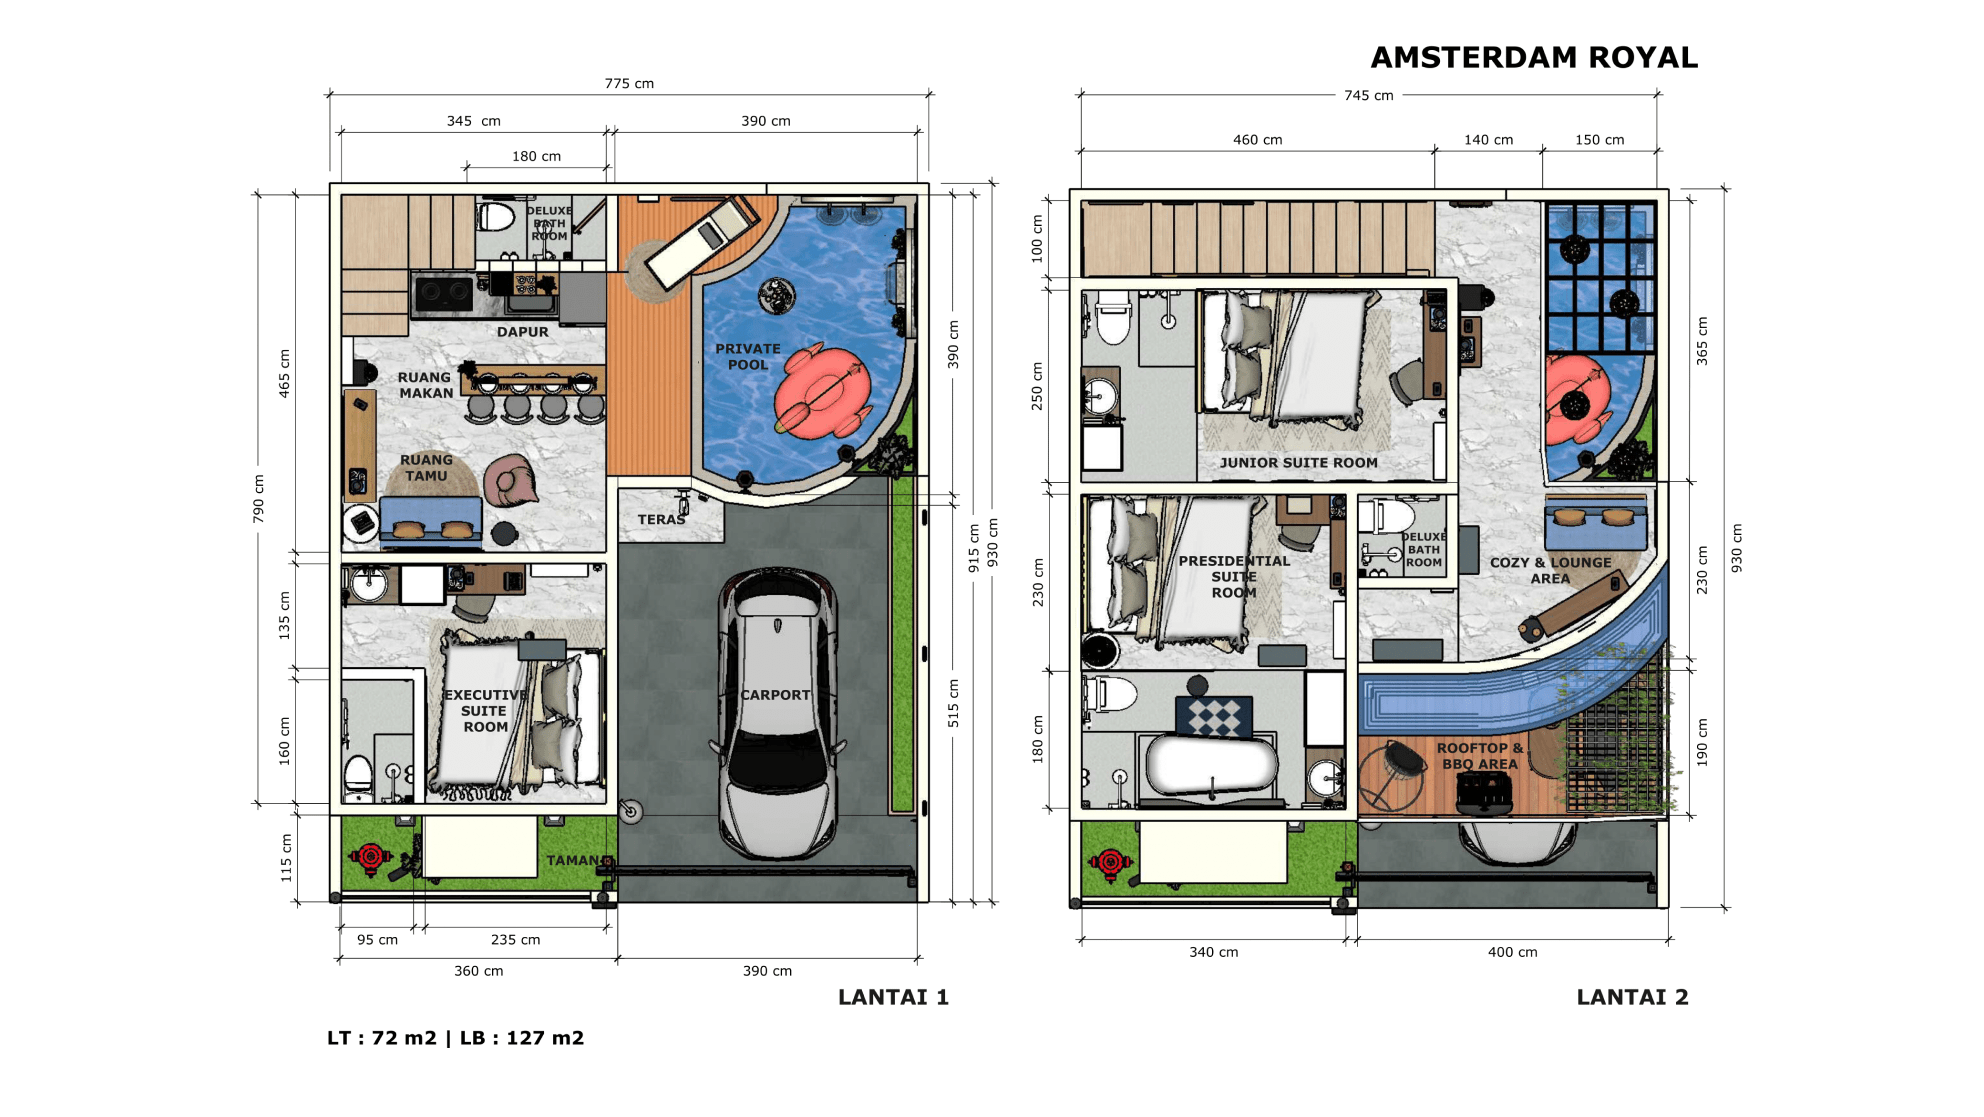 AMSTERDAM ROYAL
775 cm
345 cm
390 cm
180 cm
790 cm
465 cm
135 cm
160 cm
115 cm
DELUXE
BATH
ROOM
DAPUR
RUANG
MAKAN
RUANG
TAMU
PRIVATE
POOL
TERAS
EXECUTIVE
SUITE
ROOM
CARPORT
TAMAN
390 cm
515 cm
915 cm
930 cm
95 cm
235 cm
360 cm
390 cm
LANTAI 1
LT : 72 m2 | LB : 127 m2
745 cm
460 cm
140 cm
150 cm
100 cm
2550 cm
230 cm
180 cm
JUNIOR SUITE ROOM
PRESIDENTIAL
SUITE
ROOM
DELUXE
BATH
ROOM
COZY & LOUNGE
AREA
ROOFTOP &
BBQ AREA
365 cm
230 cm
190 cm
930 cm
340 cm
400 cm
LANTAI 2